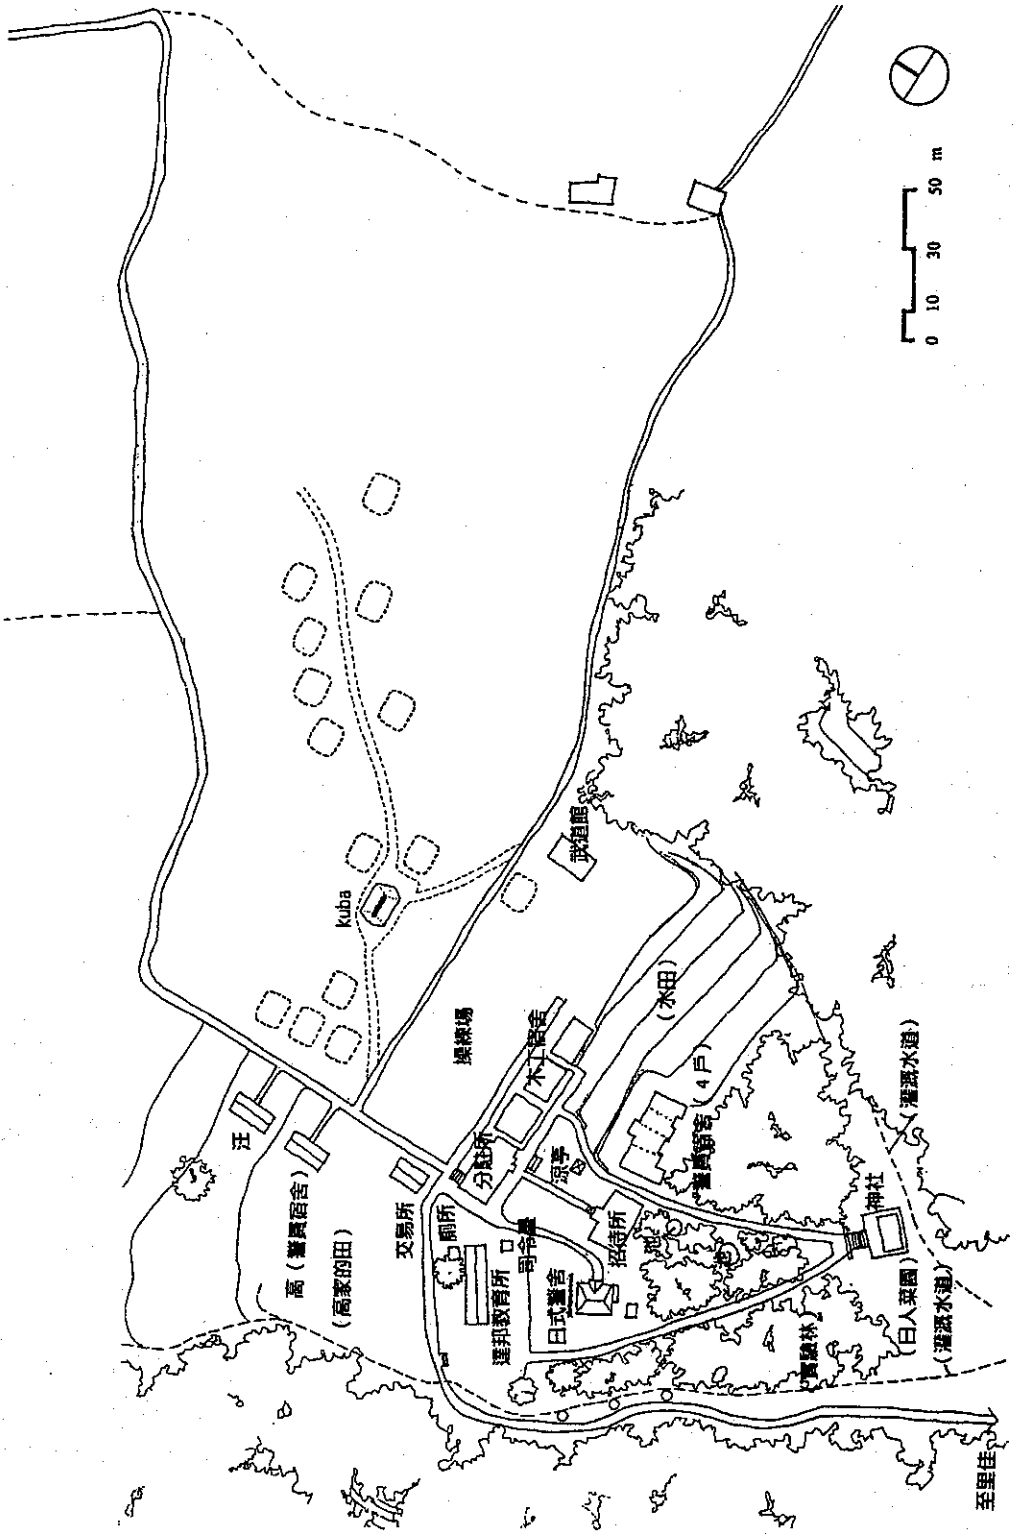 0 10 30 50 m
kuba
汪
高（警員宿舍）
（高家的田）
交易所
廁所
分駐所
操練場
木工宿舍
武道館
（水田）
涼亭
司令臺
達邦教育所
日式警舍
招待所
池
池
警員宿舍（4戶）
神社
（灌溉水道）
（實驗林）
（日人菜園）
（灌溉水道）
至里佳